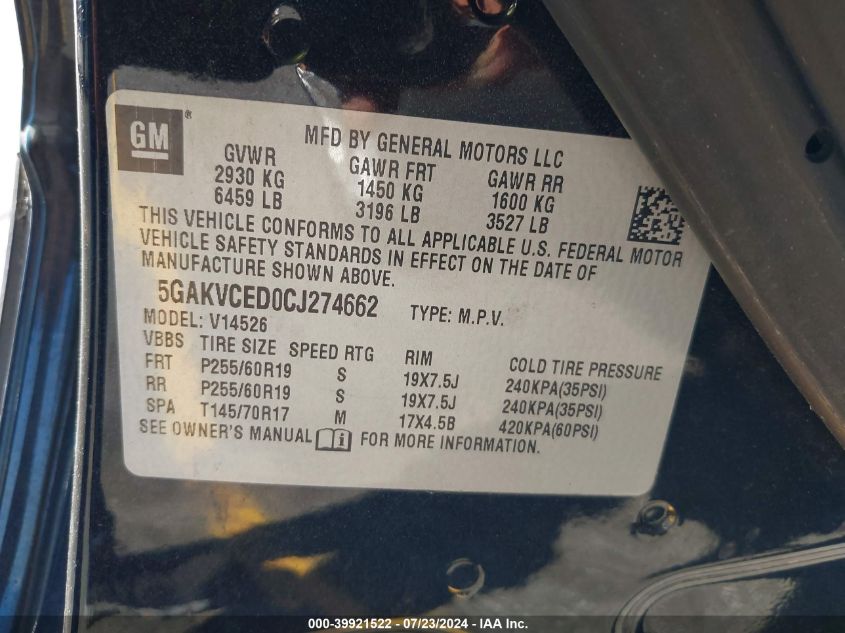 GM ®
MFD BY GENERAL MOTORS LLC
GVWR GAWR FRT GAWR RR
2930 KG 1450 KG 1600 KG
6459 LB 3196 LB 3527 LB
THIS VEHICLE CONFORMS TO ALL APPLICABLE U.S. FEDERAL MOTOR
VEHICLE SAFETY STANDARDS IN EFFECT ON THE DATE OF
MANUFACTURE SHOWN ABOVE.
5GAKVCED0CJ274662 TYPE: M.P.V.
MODEL: V14526
VBBS TIRE SIZE SPEED RTG RIM COLD TIRE PRESSURE
FRT P255/60R19 S 19X7.5J 240KPA(35PSI)
RR P255/60R19 S 19X7.5J 240KPA(35PSI)
SPA T145/70R17 M 17X4.5B 420KPA(60PSI)
SEE OWNER'S MANUAL i FOR MORE INFORMATION.
000-39921522 - 07/23/2024 - IAA Inc.